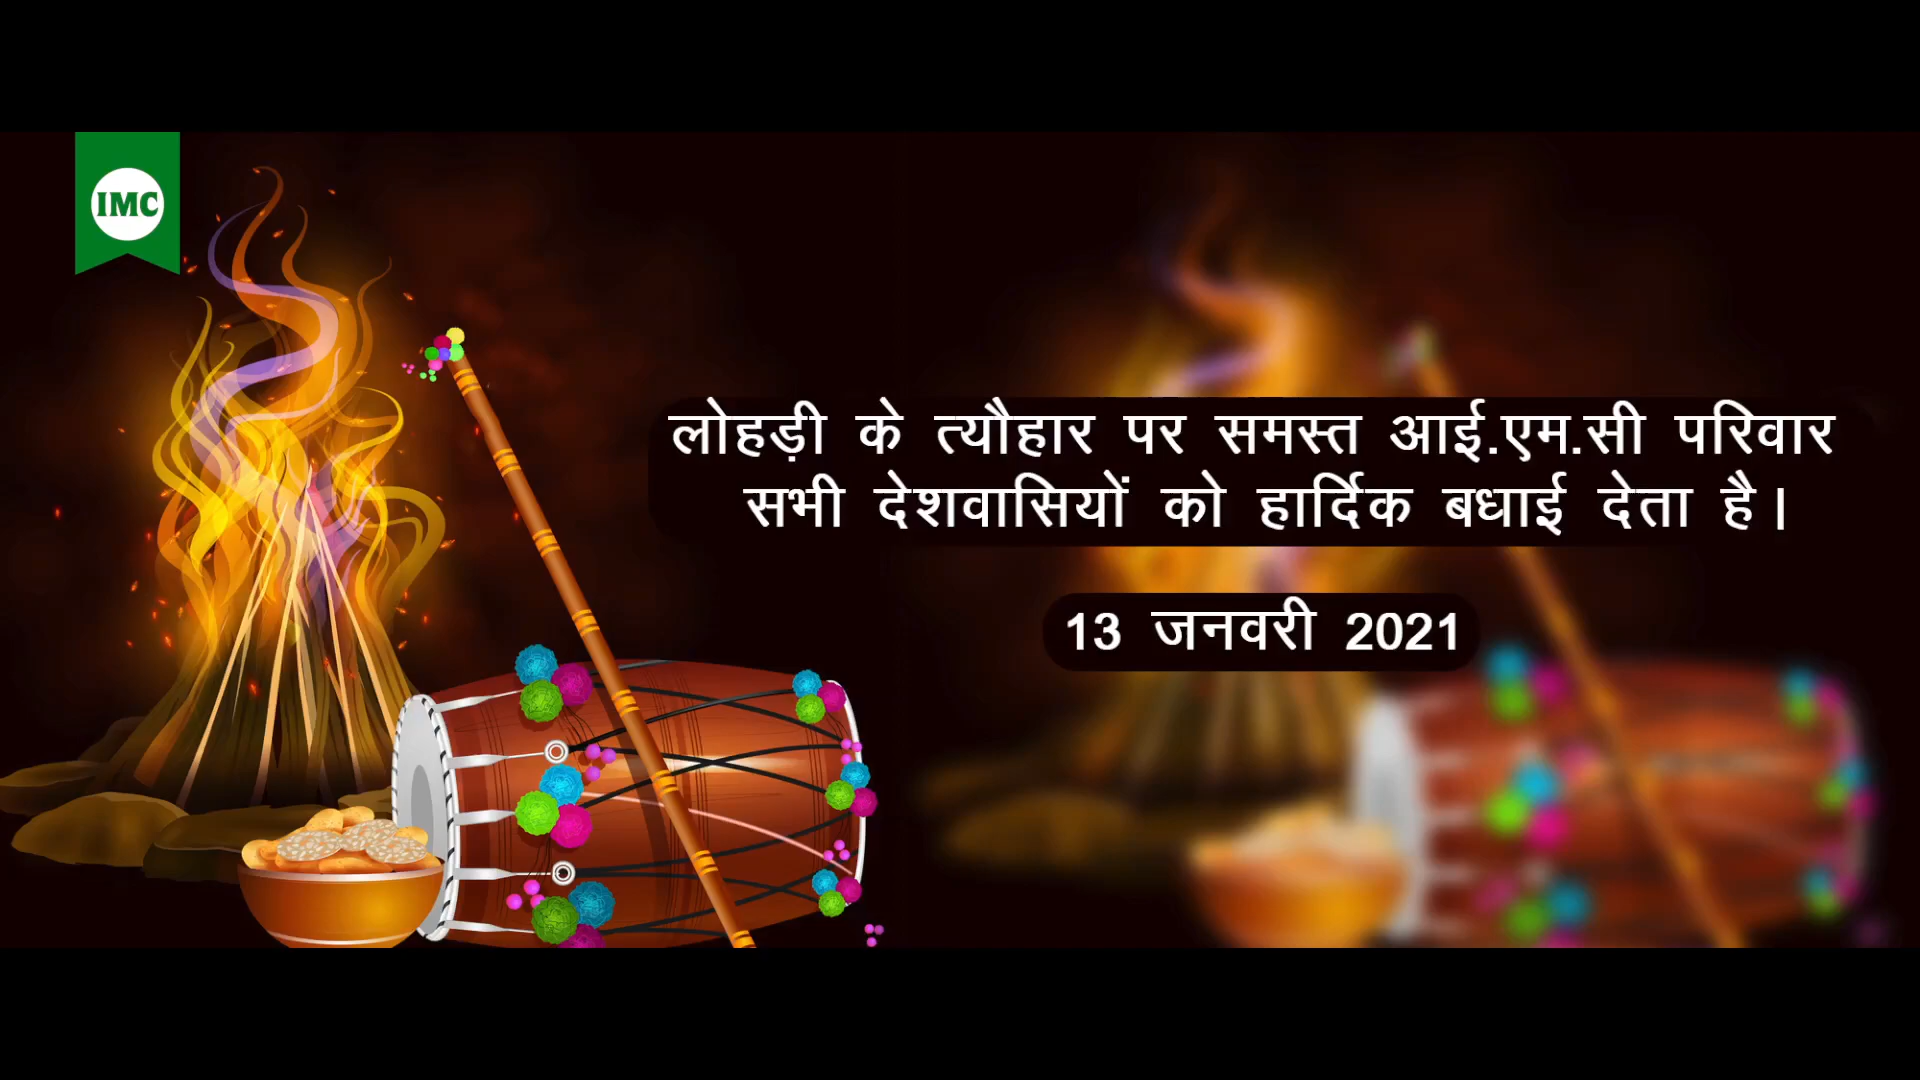 IMC
लोहड़ी के त्यौहार पर समस्त आई.एम.सी परिवार
सभी देशवासियों को हार्दिक बधाई देता है।
13 जनवरी 2021